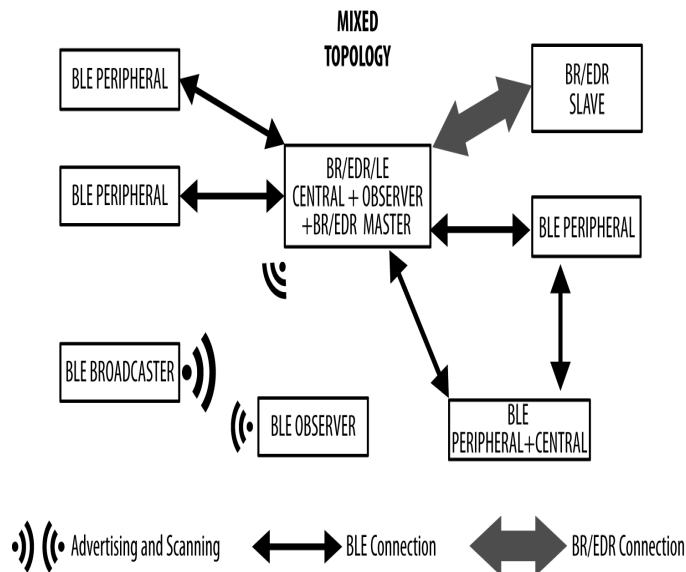 MIXED
TOPOLOGY
BLE PERIPHERAL
BR/EDR
SLAVE
BLE PERIPHERAL
BR/EDR/LE
CENTRAL + OBSERVER
+BR/EDR MASTER
BLE PERIPHERAL
BLE BROADCASTER
BLE OBSERVER
BLE
PERIPHERAL+CENTRAL
Advertising and Scanning
BLE Connection
BR/EDR Connection